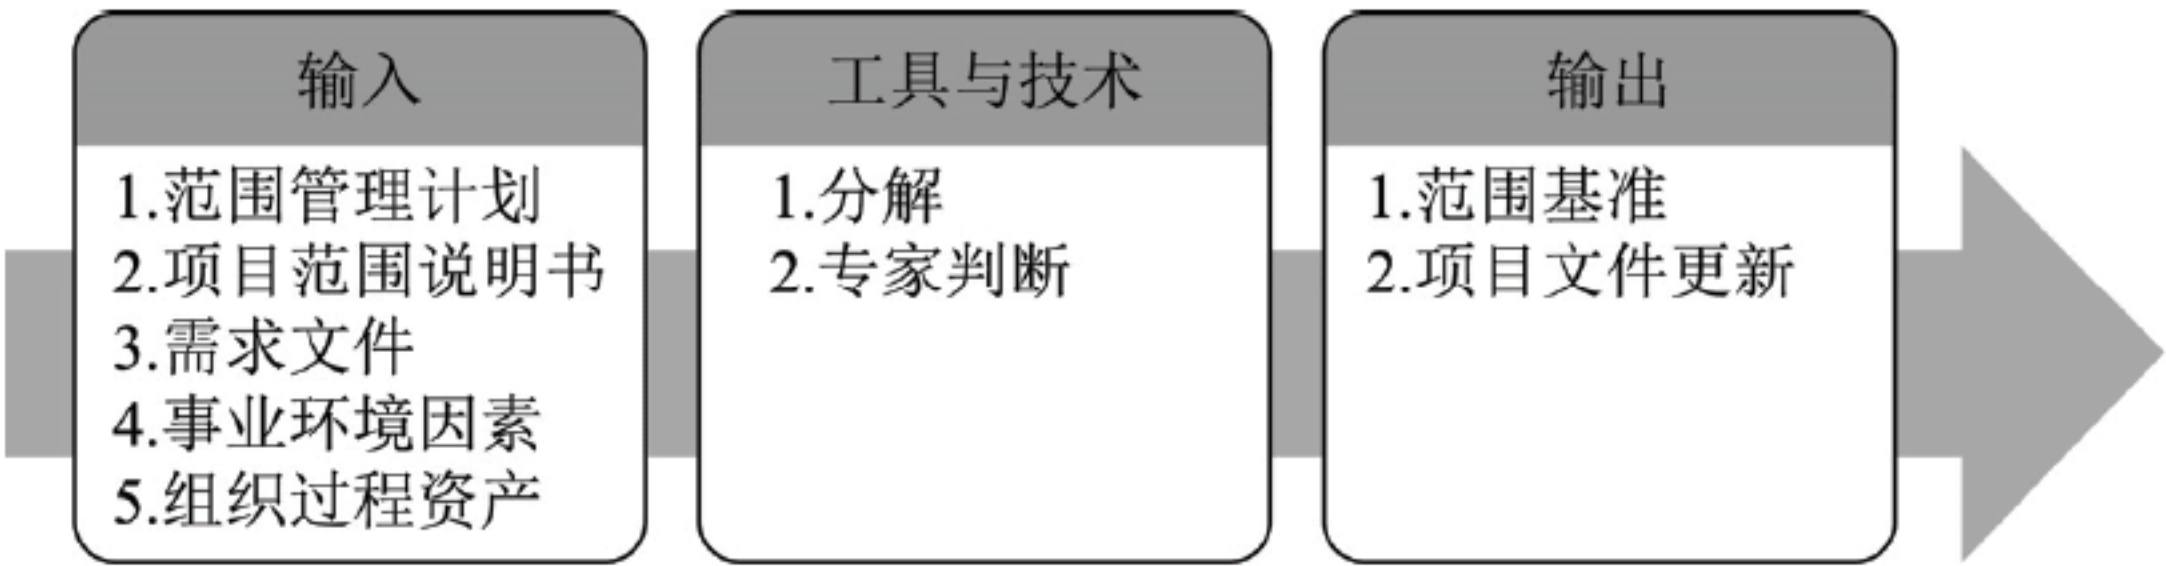 输入
1.范围管理计划
2.项目范围说明书
3.需求文件
4.事业环境因素
5.组织过程资产
工具与技术
1.分解
2.专家判断
输出
1.范围基准
2.项目文件更新